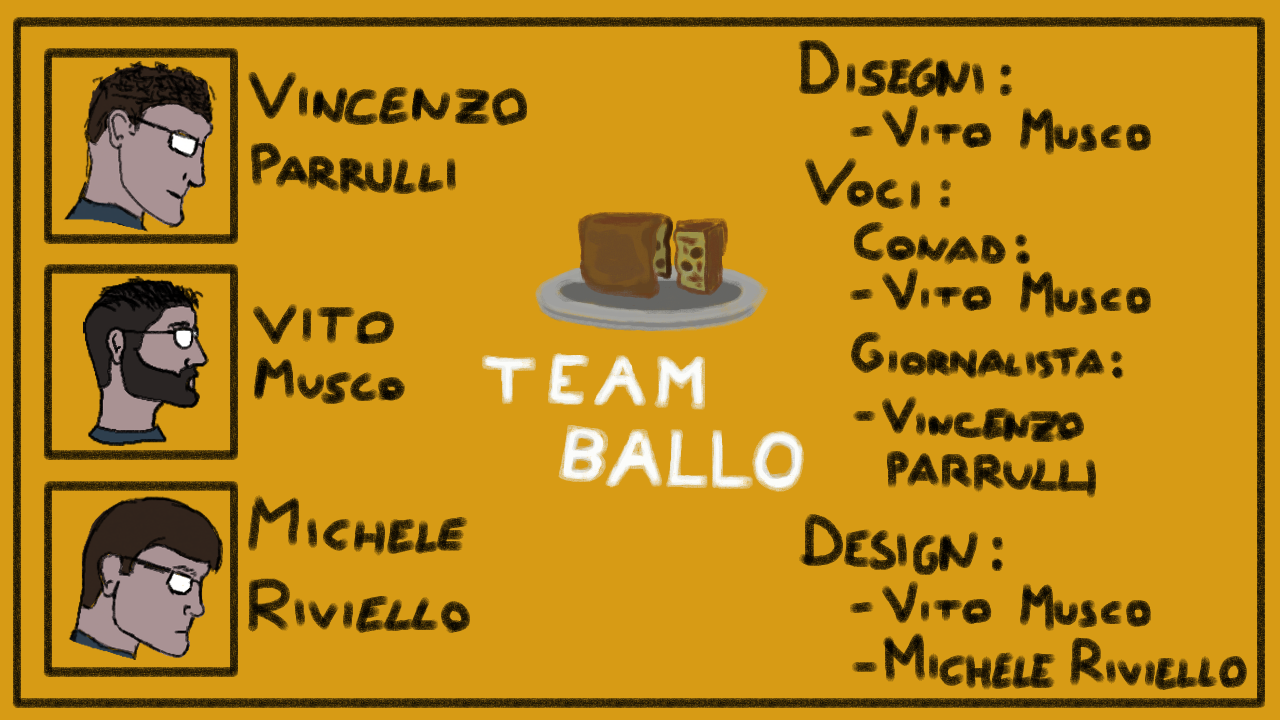 VINCENZO
PARRULLI
VITO
MUSCO
MICHELE
RIVIELLO
TEAM
BALLO
DISEGNI:
- VITO MUSCO
VOCI:
CONAD:
- VITO MUSCO
GIORNALISTA:
- VINCENZO
PARRULLI
DESIGN:
- VITO MUSCO
- MICHELE RIVIELLO